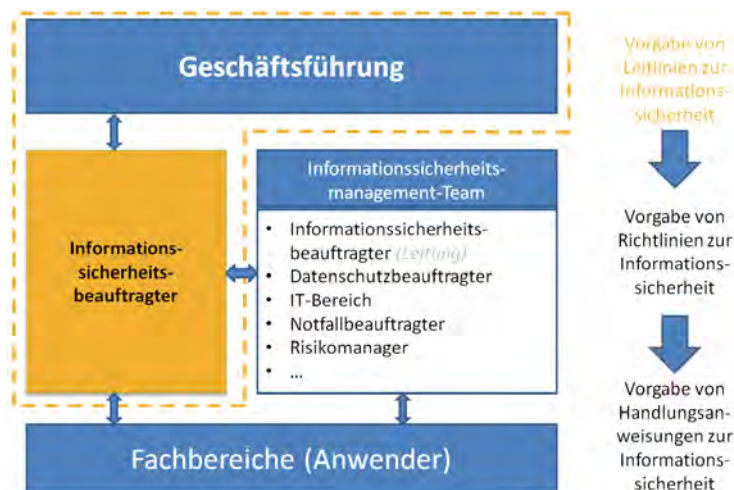 Geschäftsführung
Informations-
sicherheits-
beauftragter
Informationssicherheits-
management-Team
• Informationssicherheits-
beauftragter (Leitung)
• Datenschutzbeauftragter
• IT-Bereich
• Notfallbeauftragter
• Risikomanager
• ...
Fachbereiche (Anwender)
Vorgabe von
Leitlinien zur
Informations-
sicherheit
Vorgabe von
Richtlinien zur
Informations-
sicherheit
Vorgabe von
Handlungsan-
weisungen zur
Informations-
sicherheit